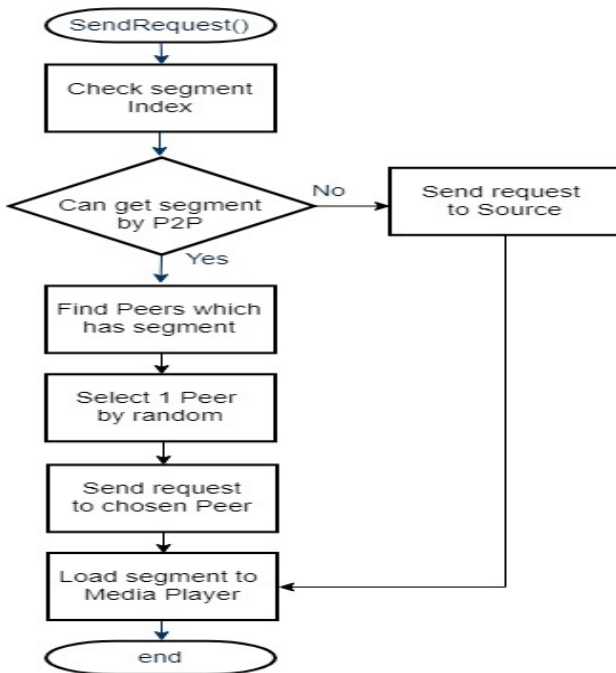 SendRequest()
Check segment
Index
Can get segment
by P2P
No
Send request
to Source
Yes
Find Peers which
has segment
Select 1 Peer
by random
Send request
to chosen Peer
Load segment to
Media Player
end